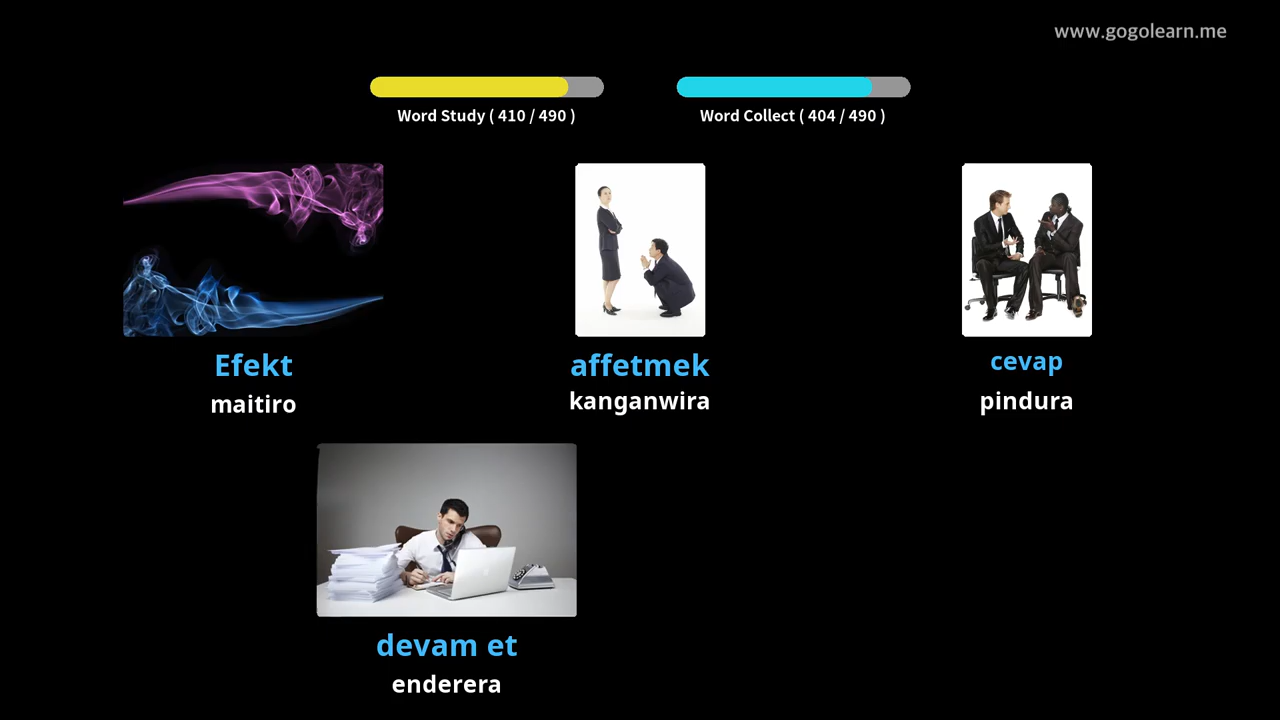 www.gogolearn.me
Word Study ( 410 / 490 )
Word Collect ( 404 / 490 )
Efekt
maitiro
affetmek
kanganwira
cevap
pindura
devam et
enderera